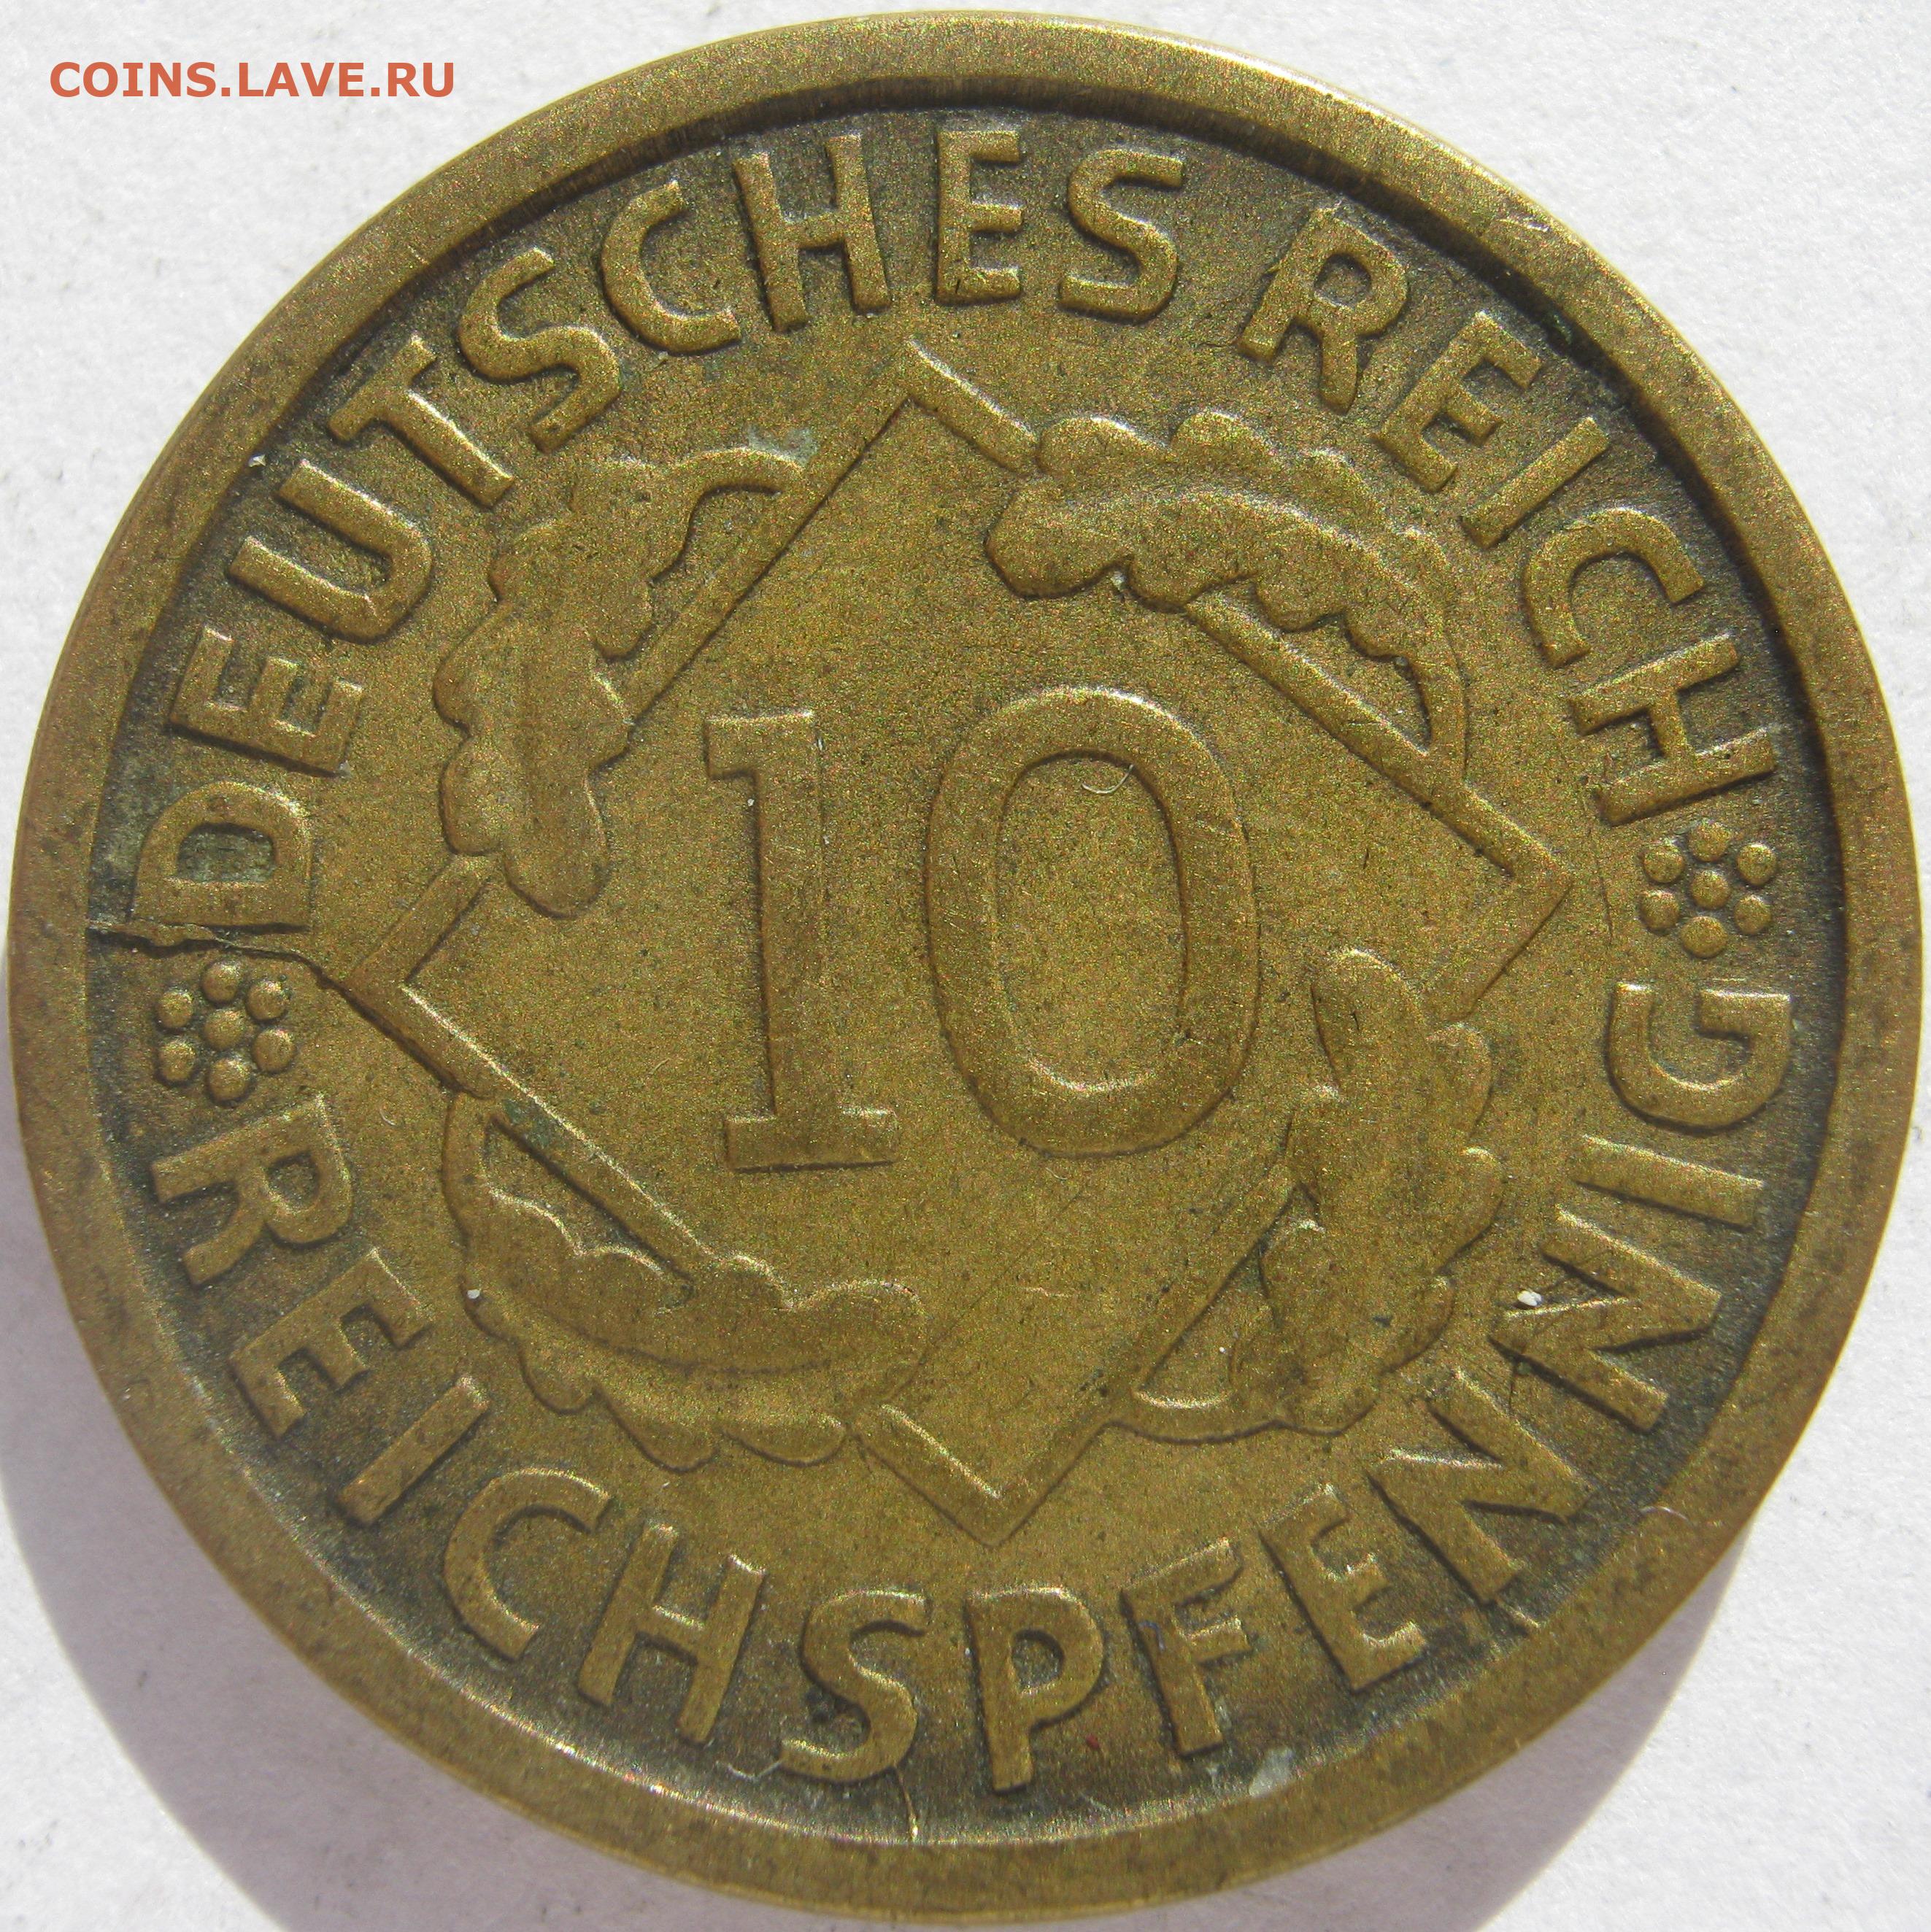 COINS.LAVE.RU
DEUTSCHES REICH
10
REICHSPFENNIG